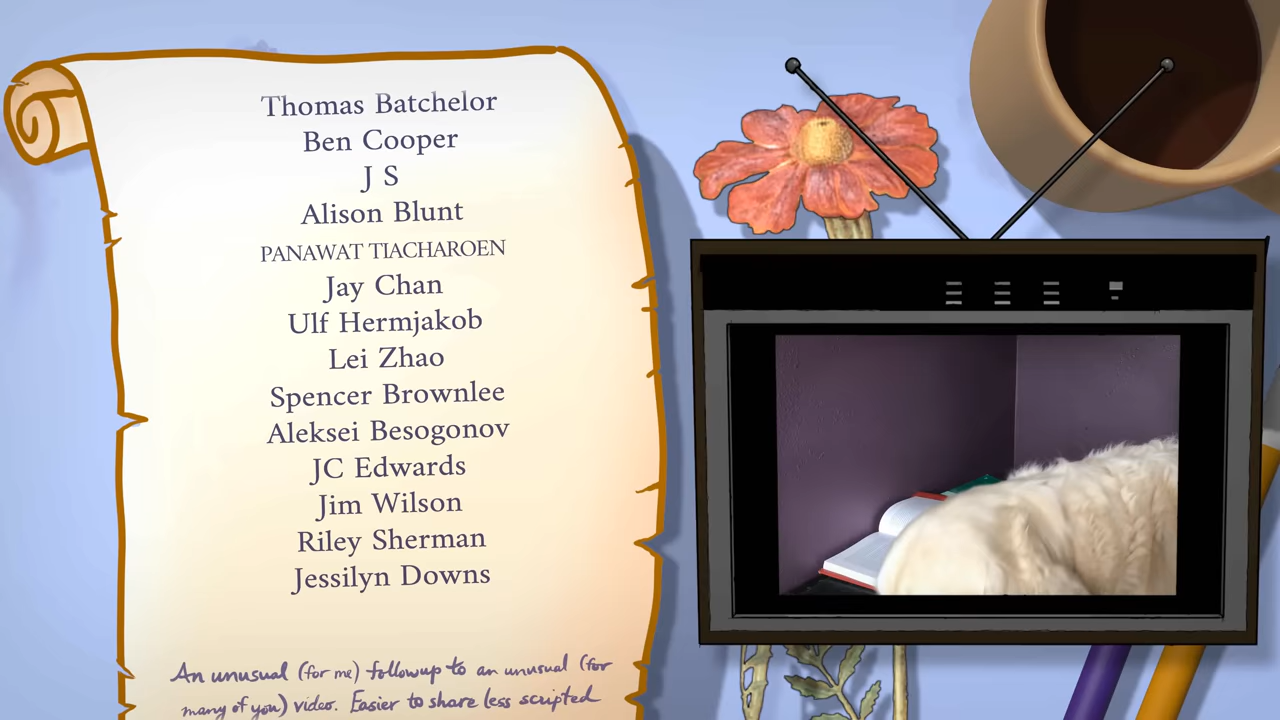 Thomas Batchelor
Ben Cooper
J S
Alison Blunt
PANAWAT TIACHAROEN
Jay Chan
Ulf Hermjakob
Lei Zhao
Spencer Brownlee
Aleksei Besogonov
JC Edwards
Jim Wilson
Riley Sherman
Jessilyn Downs
An unusual (for me) followup to an unusual (for
many of you) video. Easier to share less scripted